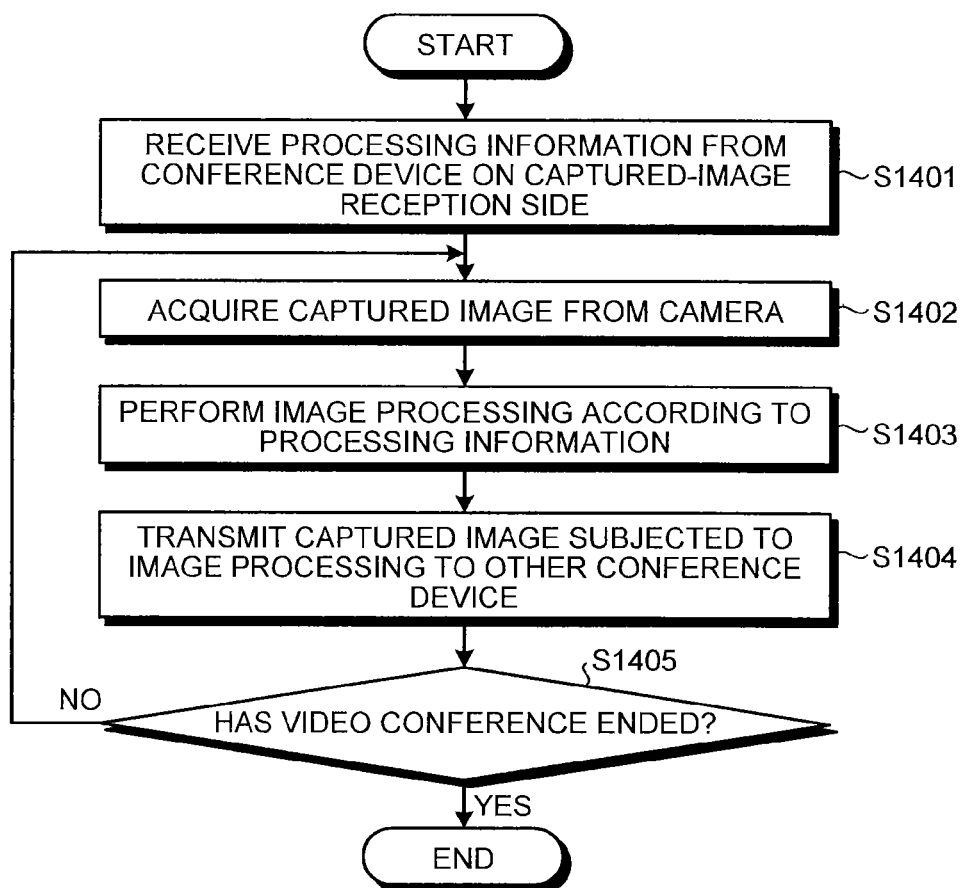 START
RECEIVE PROCESSING INFORMATION FROM
CONFERENCE DEVICE ON CAPTURED-IMAGE
RECEPTION SIDE
S1401
ACQUIRE CAPTURED IMAGE FROM CAMERA
S1402
PERFORM IMAGE PROCESSING ACCORDING TO
PROCESSING INFORMATION
S1403
TRANSMIT CAPTURED IMAGE SUBJECTED TO
IMAGE PROCESSING TO OTHER CONFERENCE
DEVICE
S1404
S1405
NO
HAS VIDEO CONFERENCE ENDED?
YES
END